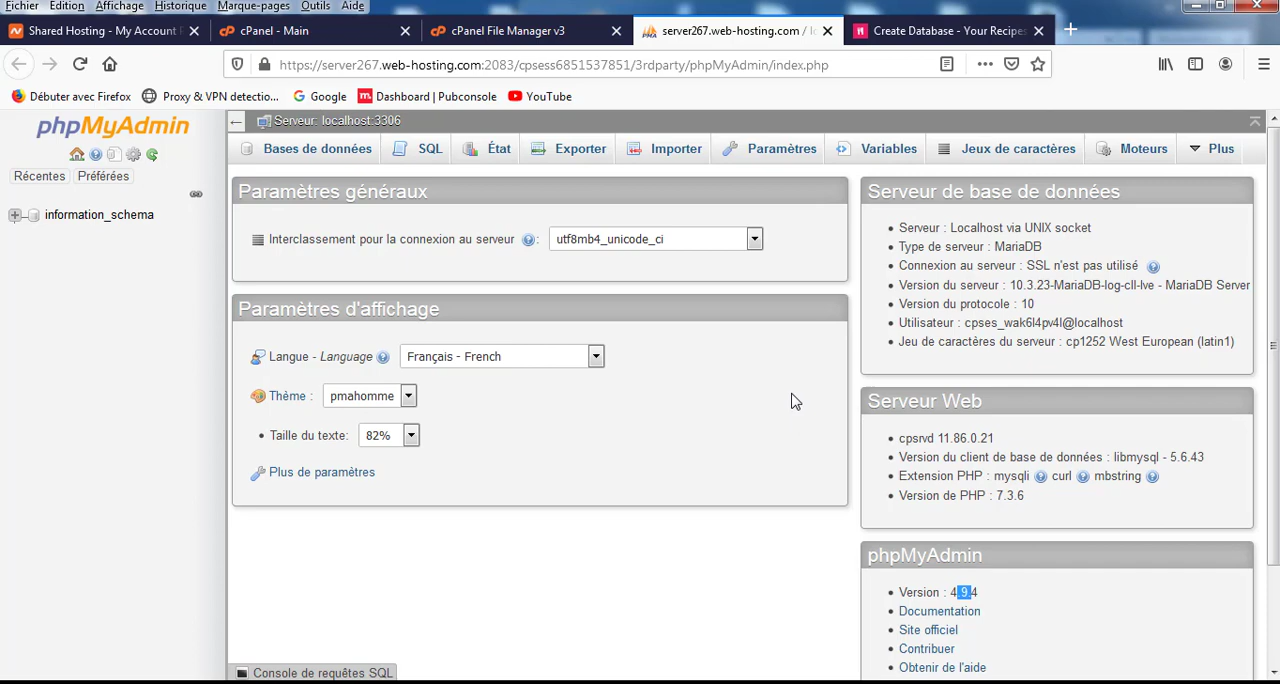 Fichier Edition Affichage Historique Marque-pages Outils Aide
Shared Hosting - My Account
cPanel - Main
cPanel File Manager v3
server267.web-hosting.com / lo
Create Database - Your Recipes
https://server267.web-hosting.com:2083/cpsess6851537851/3rdparty/phpMyAdmin/index.php
Débuter avec Firefox Proxy & VPN detectio... Google Dashboard | Pubconsole YouTube
phpMyAdmin
Récentes Préférées
information_schema
Serveur: localhost:3306
Bases de données SQL État Exporter Importer Paramètres Variables Jeux de caractères Moteurs Plus
Paramètres généraux
Interclassement pour la connexion au serveur : utf8mb4_unicode_ci
Paramètres d'affichage
Langue - Language Français - French
Thème : pmahomme
Taille du texte: 82%
Plus de paramètres
Serveur de base de données
Serveur : Localhost via UNIX socket
Type de serveur : MariaDB
Connexion au serveur : SSL n'est pas utilisé
Version du serveur : 10.3.23-MariaDB-log-cll-lve - MariaDB Server
Version du protocole : 10
Utilisateur : cpses_wak6l4pv4l@localhost
Jeu de caractères du serveur : cp1252 West European (latin1)
Serveur Web
cpsrvd 11.86.0.21
Version du client de base de données : libmysql - 5.6.43
Extension PHP : mysqli curl mbstring
Version de PHP : 7.3.6
phpMyAdmin
Version : 4.9.4
Documentation
Site officiel
Contribuer
Obtenir de l'aide
Console de requêtes SQL